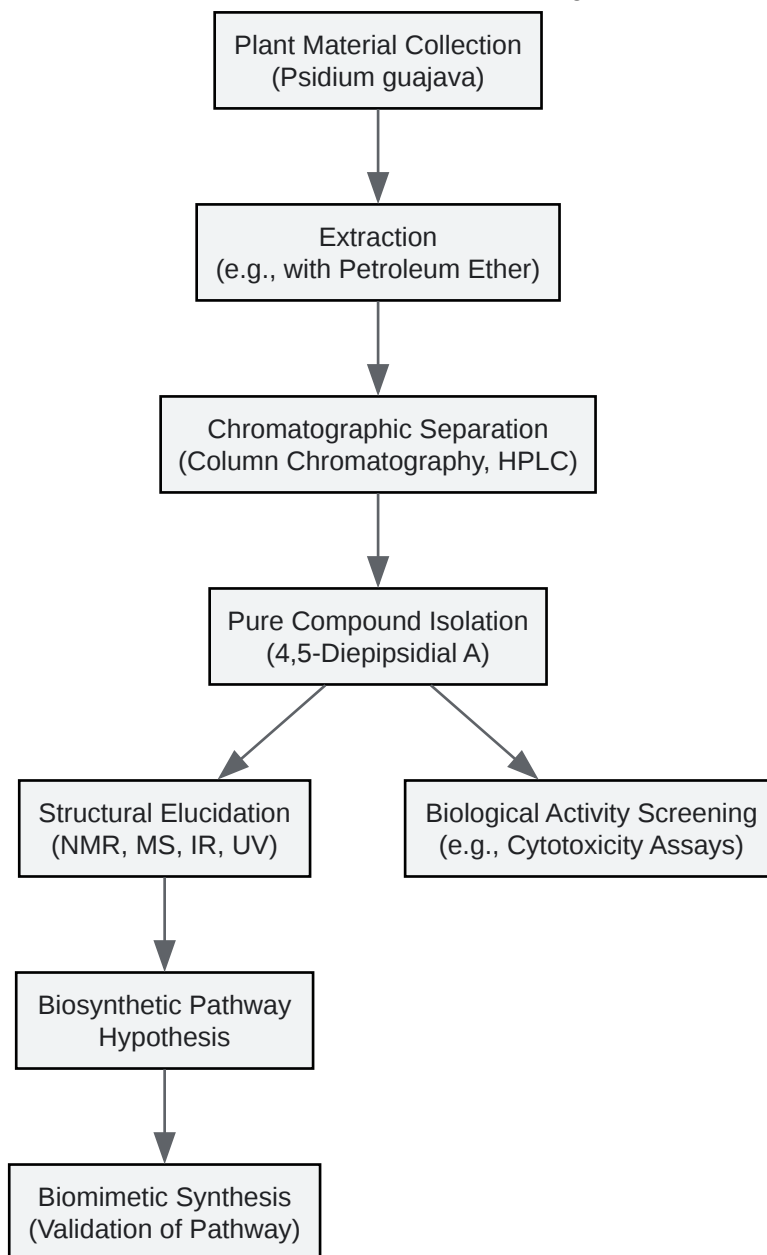 Plant Material Collection
(Psidium guajava)
Extraction
(e.g., with Petroleum Ether)
Chromatographic Separation
(Column Chromatography, HPLC)
Pure Compound Isolation
(4,5-Diepipsidial A)
Structural Elucidation
(NMR, MS, IR, UV)
Biological Activity Screening
(e.g., Cytotoxicity Assays)
Biosynthetic Pathway
Hypothesis
Biomimetic Synthesis
(Validation of Pathway)